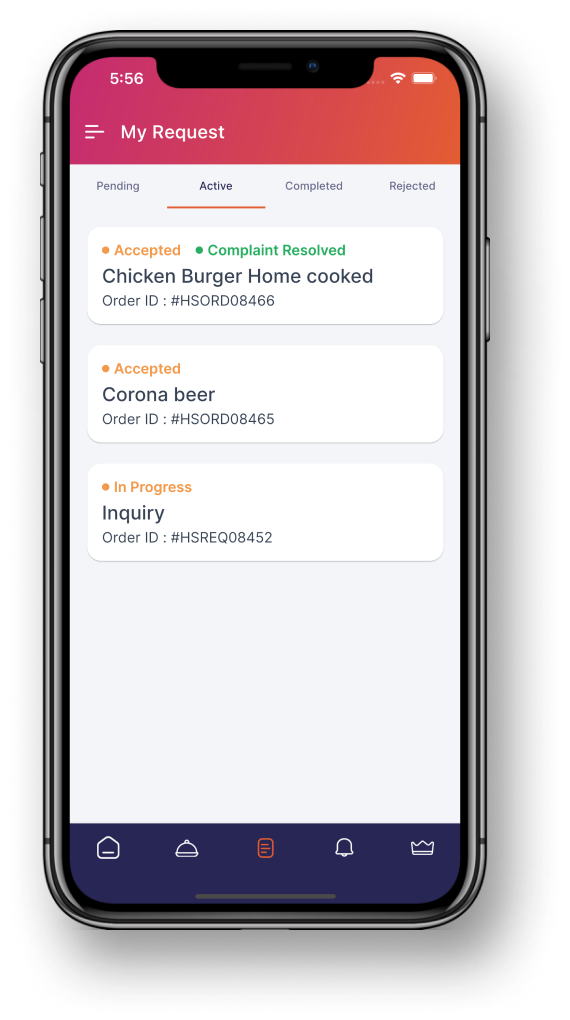 5:56
My Request
Pending Active Completed Rejected
Accepted Complaint Resolved
Chicken Burger Home cooked
Order ID : #HSORD08466
Accepted
Corona beer
Order ID : #HSORD08465
In Progress
Inquiry
Order ID : #HSREQ08452